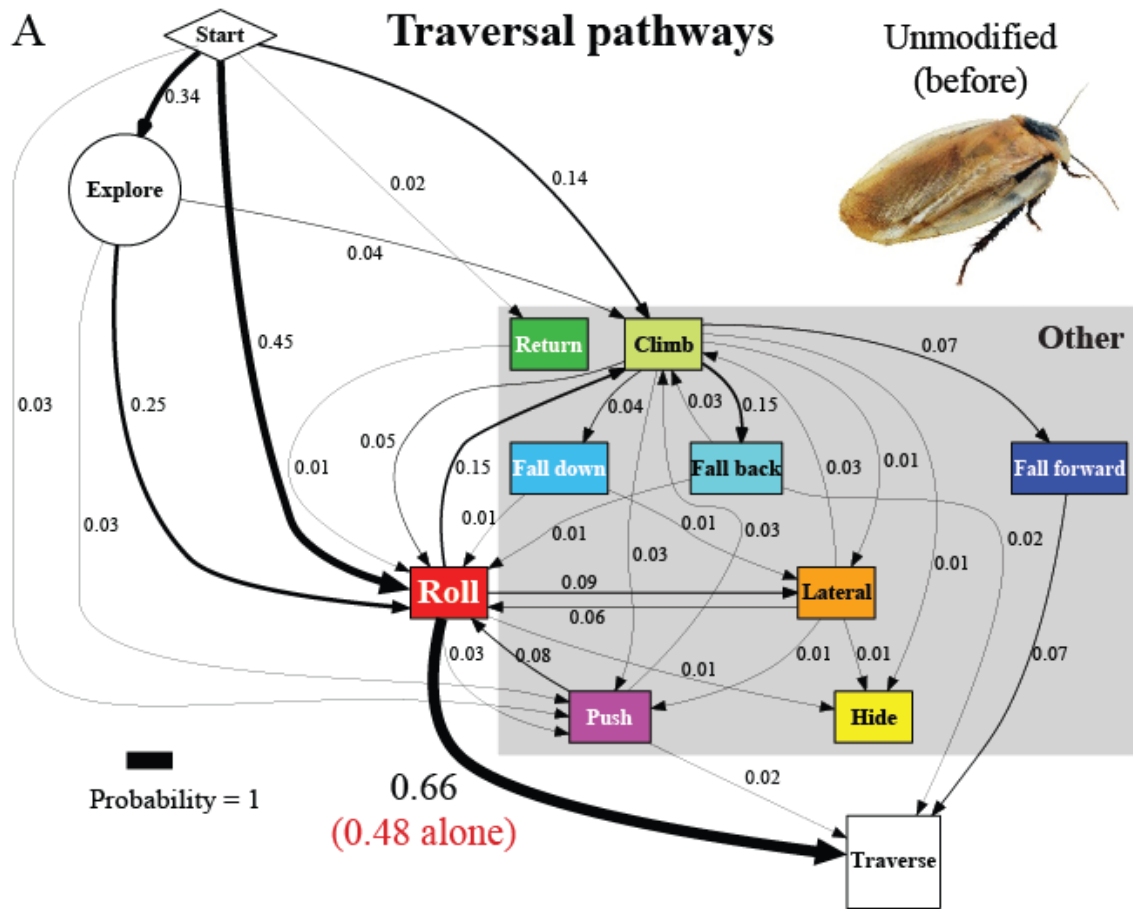 A
Traversal pathways
Unmodified
(before)
Start
0.34
Explore
0.14
0.02
0.04
Other
Return
Climb
0.07
0.45
0.03
0.25
0.04
0.03
0.15
0.05
0.15
0.03
0.01
0.01
Fall down
Fall back
Fall forward
0.03
0.01
0.01
0.01
0.03
0.03
0.01
0.02
Roll
0.09
Lateral
0.06
0.03
0.08
0.01
0.01
0.01
0.07
Push
Hide
0.02
Probability = 1
0.66
(0.48 alone)
Traverse